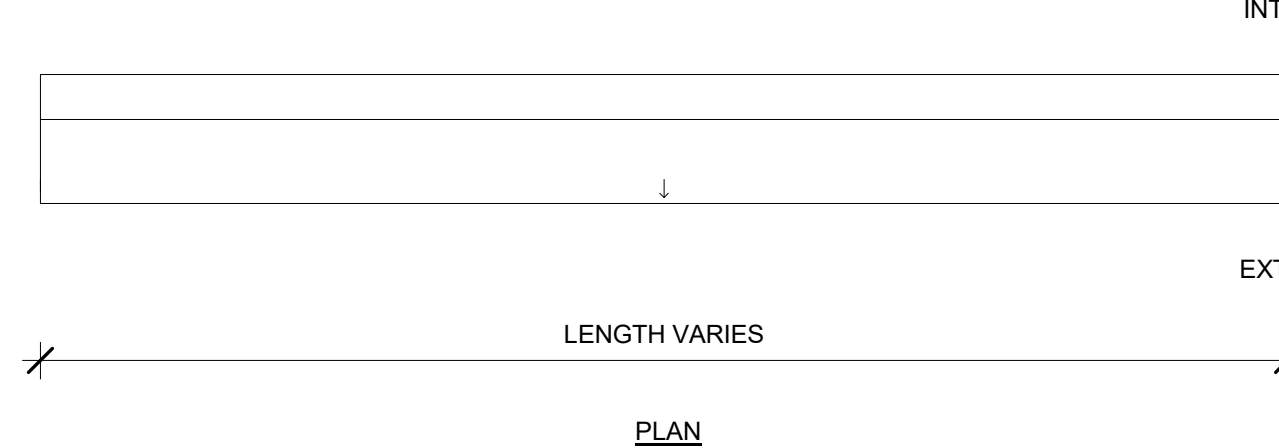 INT
↓
EXT
LENGTH VARIES
PLAN